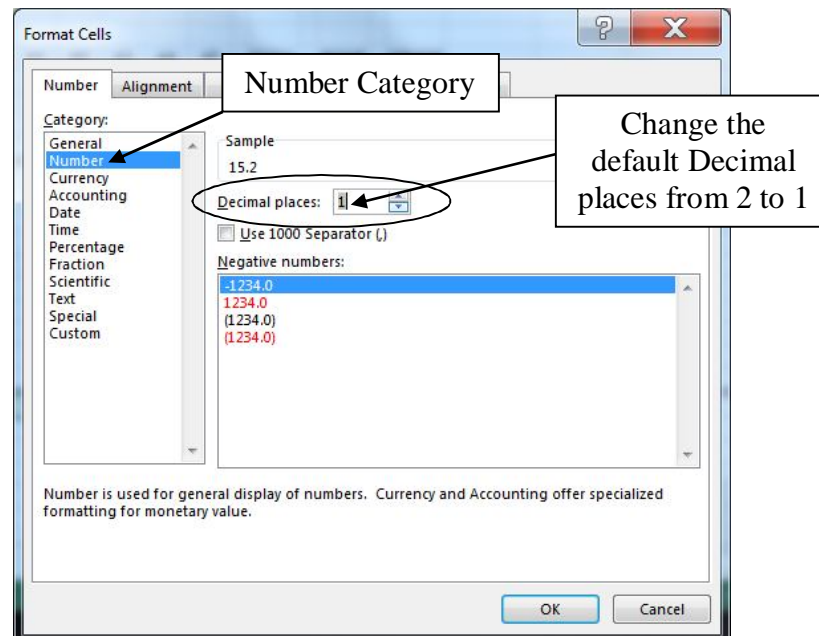 Format Cells
Number Alignment
Number Category
Category:
General
Number
Currency
Accounting
Date
Time
Percentage
Fraction
Scientific
Text
Special
Custom
Sample
15.2
Change the
default Decimal
places from 2 to 1
Decimal places: 1
Use 1000 Separator (,)
Negative numbers:
-1234.0
1234.0
(1234.0)
(1234.0)
Number is used for general display of numbers. Currency and Accounting offer specialized
formatting for monetary value.
OK Cancel